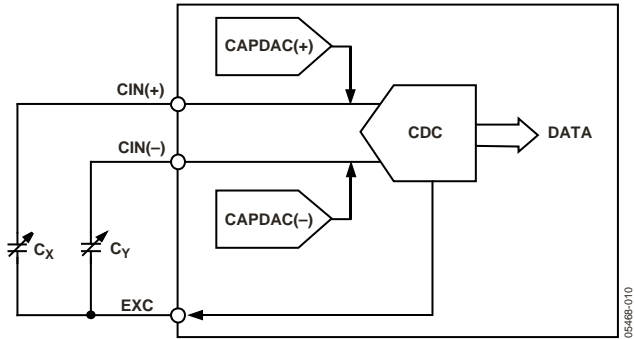 CAPDAC(+)
CIN(+)
CDC
DATA
CIN(–)
CAPDAC(–)
CX
CY
EXC
05468-010